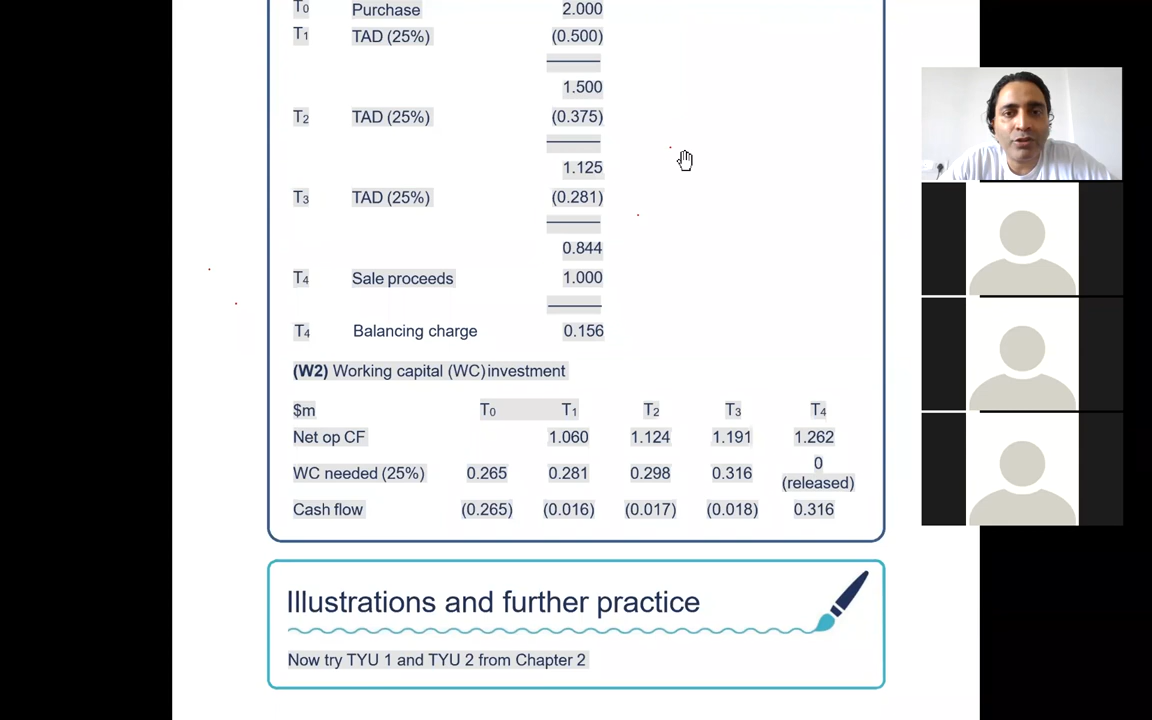 T0 Purchase 2.000
T1 TAD (25%) (0.500)
1.500
T2 TAD (25%) (0.375)
1.125
T3 TAD (25%) (0.281)
0.844
T4 Sale proceeds 1.000
T4 Balancing charge 0.156
(W2) Working capital (WC) investment
$m T0 T1 T2 T3 T4
Net op CF 1.060 1.124 1.191 1.262
WC needed (25%) 0.265 0.281 0.298 0.316 0
(released)
Cash flow (0.265) (0.016) (0.017) (0.018) 0.316
Illustrations and further practice
Now try TYU 1 and TYU 2 from Chapter 2